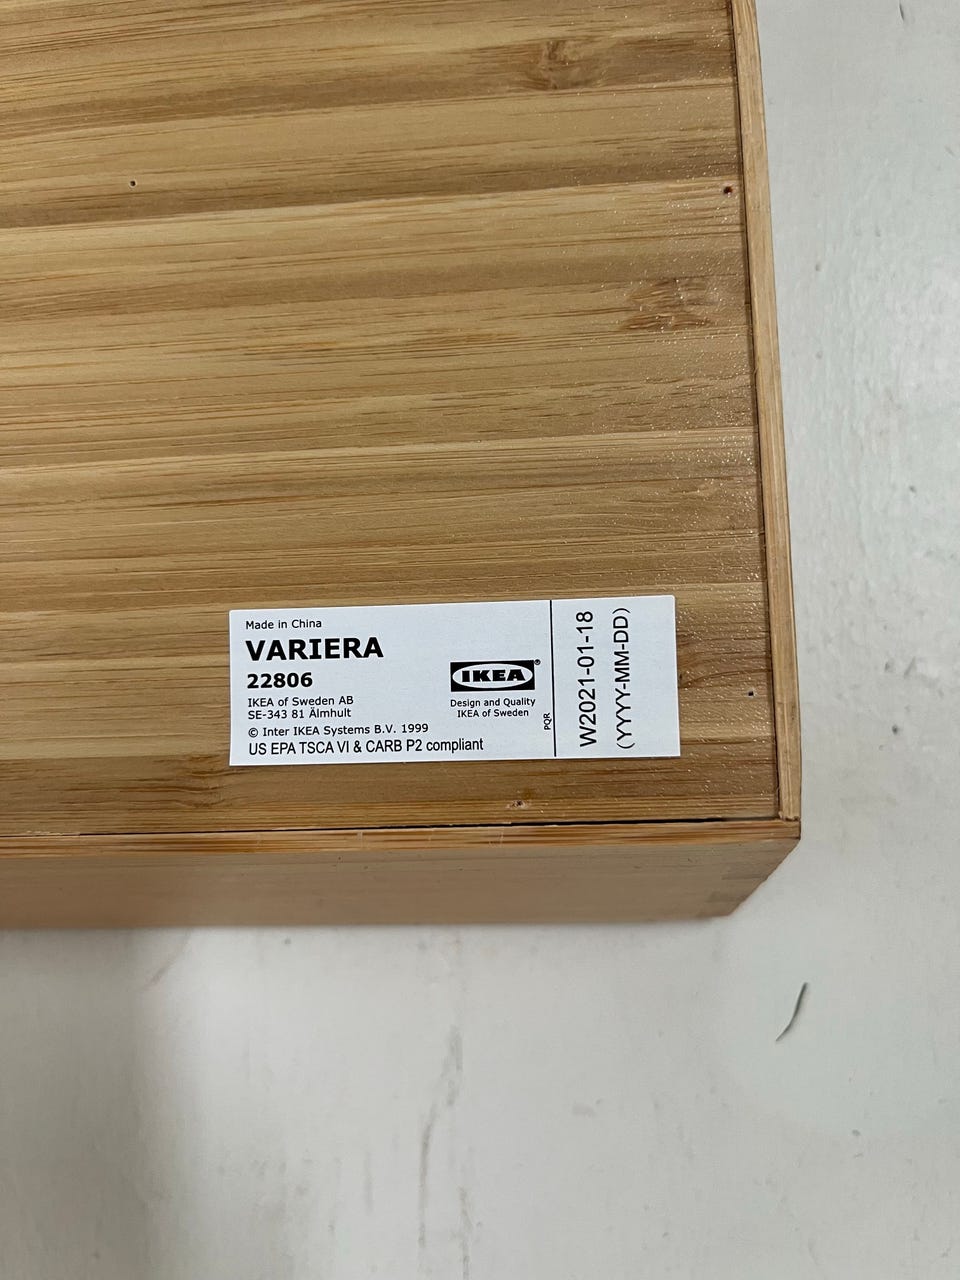 Made in China
VARIERA
22806
IKEA of Sweden AB
SE-343 81 Älmhult
© Inter IKEA Systems B.V. 1999
US EPA TSCA VI & CARB P2 compliant
IKEA®
Design and Quality
IKEA of Sweden
PQR
W2021-01-18
(YYYY-MM-DD)